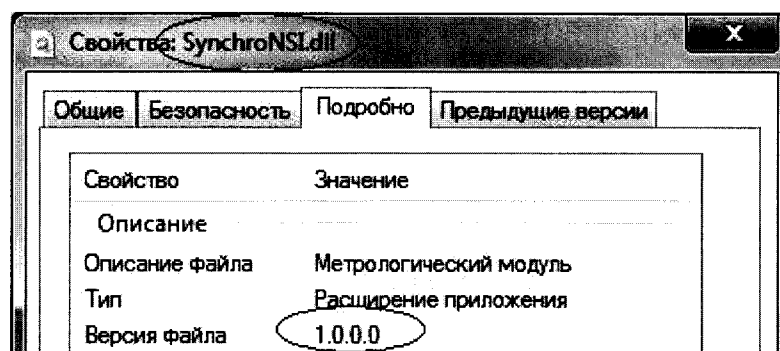 Свойства: SynchroNSI.dll
X
Общие Безопасность Подробно Предыдущие версии
Свойство Значение
Описание
Описание файла Метрологический модуль
Тип Расширение приложения
Версия файла 1.0.0.0